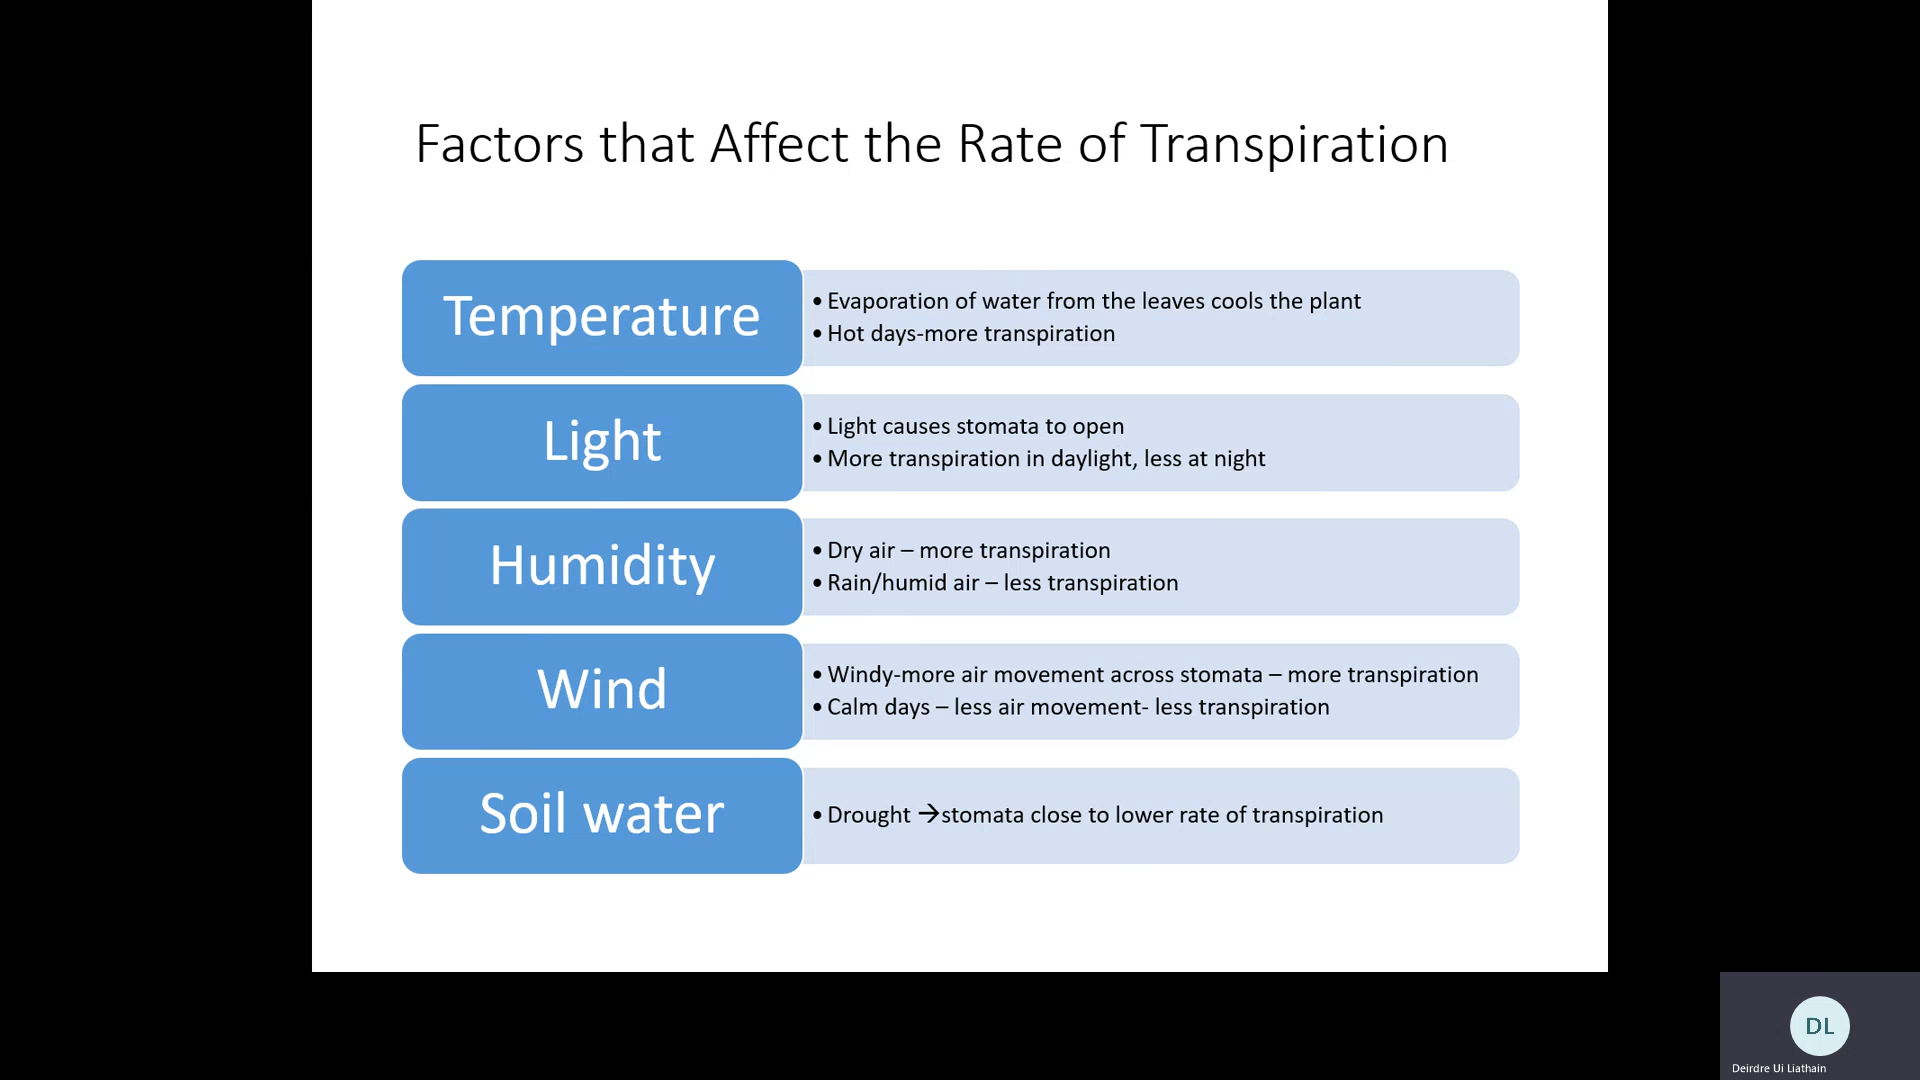 Factors that Affect the Rate of Transpiration
Temperature
• Evaporation of water from the leaves cools the plant
• Hot days-more transpiration
Light
• Light causes stomata to open
• More transpiration in daylight, less at night
Humidity
• Dry air – more transpiration
• Rain/humid air – less transpiration
Wind
• Windy-more air movement across stomata – more transpiration
• Calm days – less air movement- less transpiration
Soil water
• Drought →stomata close to lower rate of transpiration
DL
Deirdre Ui Liathain